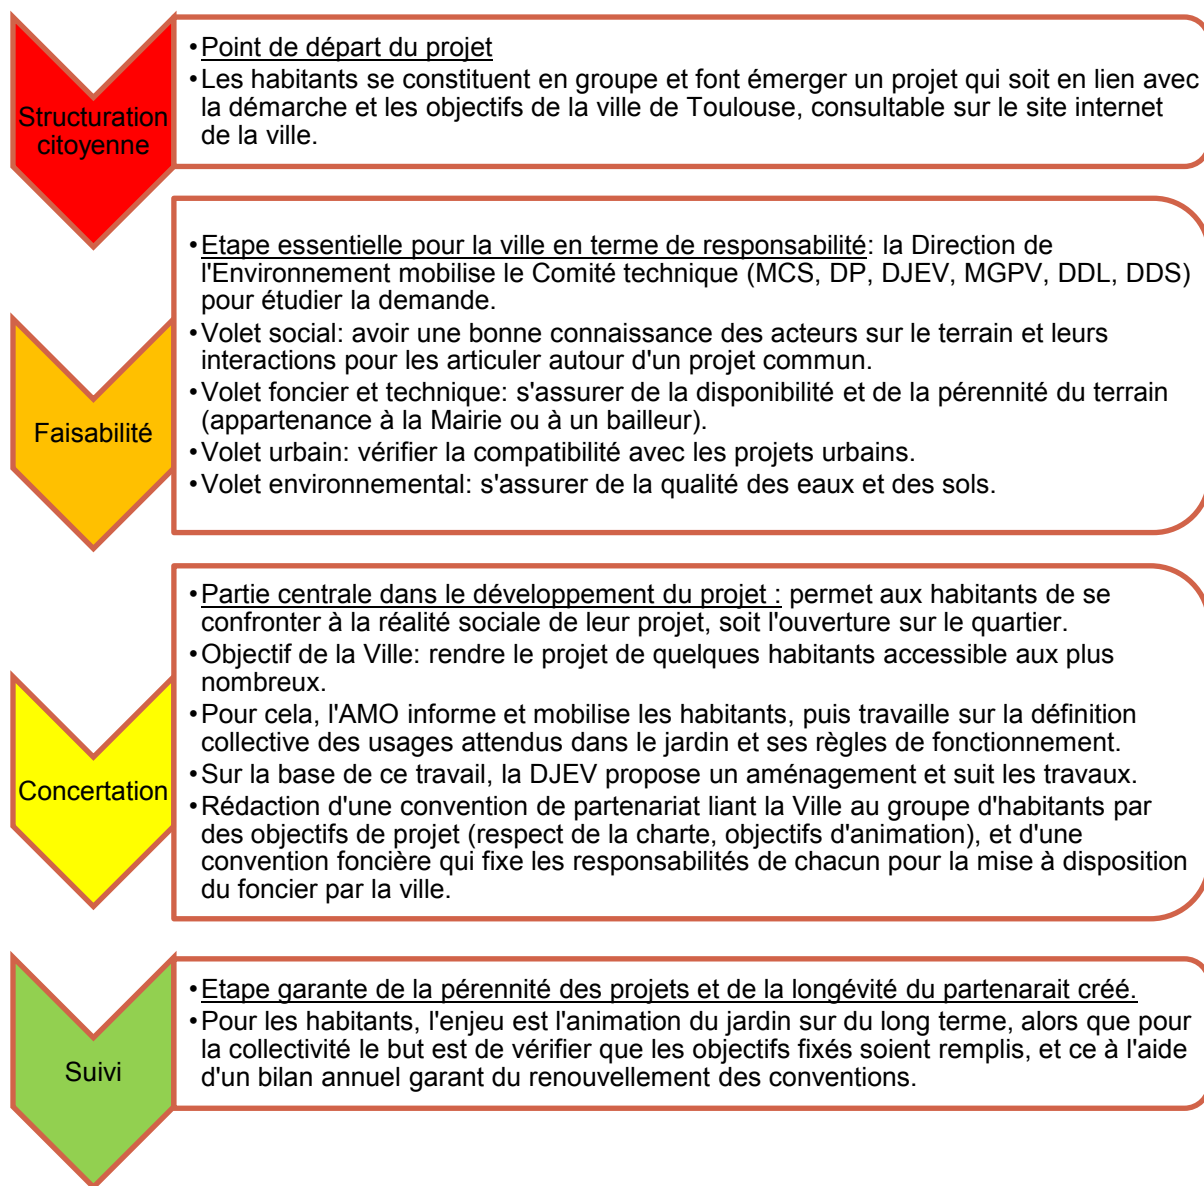 Structuration
citoyenne
•Point de départ du projet
•Les habitants se constituent en groupe et font émerger un projet qui soit en lien avec
la démarche et les objectifs de la ville de Toulouse, consultable sur le site internet
de la ville.
Faisabilité
•Etape essentielle pour la ville en terme de responsabilité: la Direction de
l'Environnement mobilise le Comité technique (MCS, DP, DJEV, MGPV, DDL, DDS)
pour étudier la demande.
•Volet social: avoir une bonne connaissance des acteurs sur le terrain et leurs
interactions pour les articuler autour d'un projet commun.
•Volet foncier et technique: s'assurer de la disponibilité et de la pérennité du terrain
(appartenance à la Mairie ou à un bailleur).
•Volet urbain: vérifier la compatibilité avec les projets urbains.
•Volet environnemental: s'assurer de la qualité des eaux et des sols.
Concertation
•Partie centrale dans le développement du projet : permet aux habitants de se
confronter à la réalité sociale de leur projet, soit l'ouverture sur le quartier.
•Objectif de la Ville: rendre le projet de quelques habitants accessible aux plus
nombreux.
•Pour cela, l'AMO informe et mobilise les habitants, puis travaille sur la définition
collective des usages attendus dans le jardin et ses règles de fonctionnement.
•Sur la base de ce travail, la DJEV propose un aménagement et suit les travaux.
•Rédaction d'une convention de partenariat liant la Ville au groupe d'habitants par
des objectifs de projet (respect de la charte, objectifs d'animation), et d'une
convention foncière qui fixe les responsabilités de chacun pour la mise à disposition
du foncier par la ville.
Suivi
•Etape garante de la pérennité des projets et de la longévité du partenarait créé.
•Pour les habitants, l'enjeu est l'animation du jardin sur du long terme, alors que pour
la collectivité le but est de vérifier que les objectifs fixés soient remplis, et ce à l'aide
d'un bilan annuel garant du renouvellement des conventions.